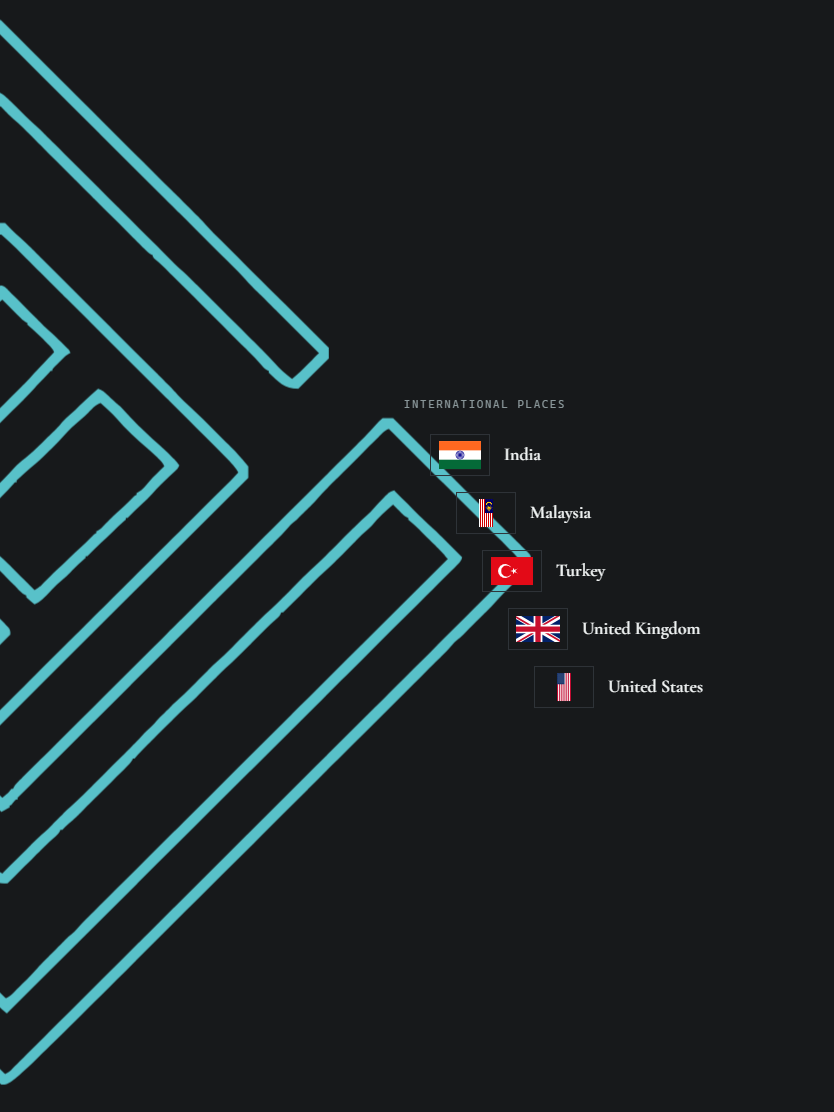 INTERNATIONAL PLACES
India
Malaysia
Turkey
United Kingdom
United States